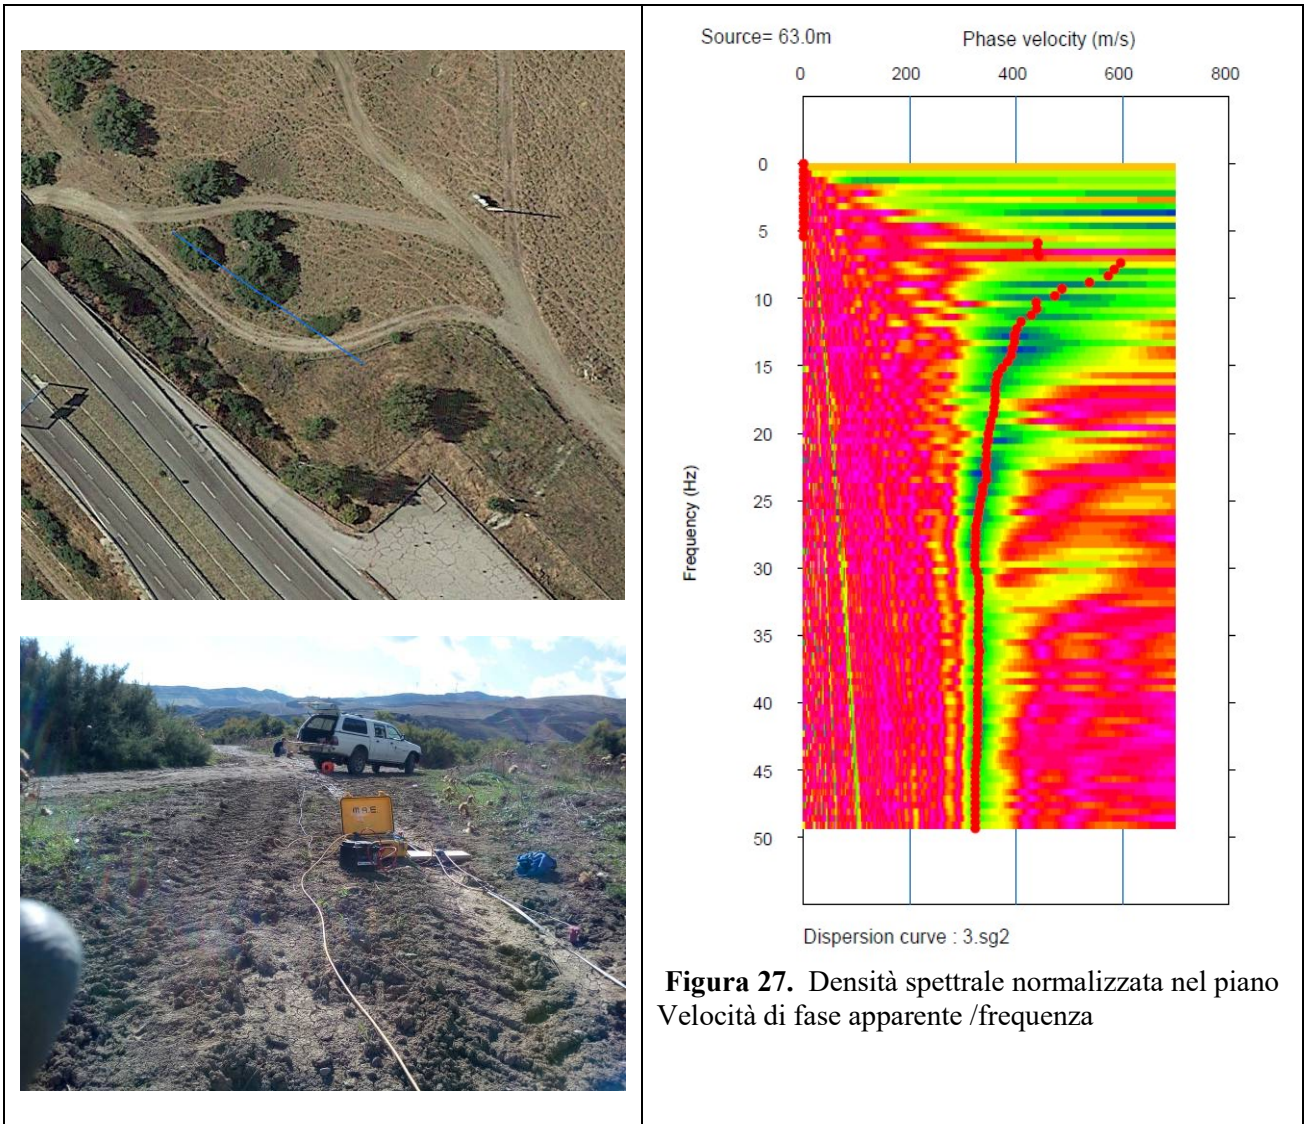 Source= 63.0m
Phase velocity (m/s)
0 200 400 600 800
0
5
10
15
20
25
30
35
40
45
50
Frequency (Hz)
Dispersion curve : 3.sg2
Figura 27. Densità spettrale normalizzata nel piano
Velocità di fase apparente /frequenza
M.A.E.